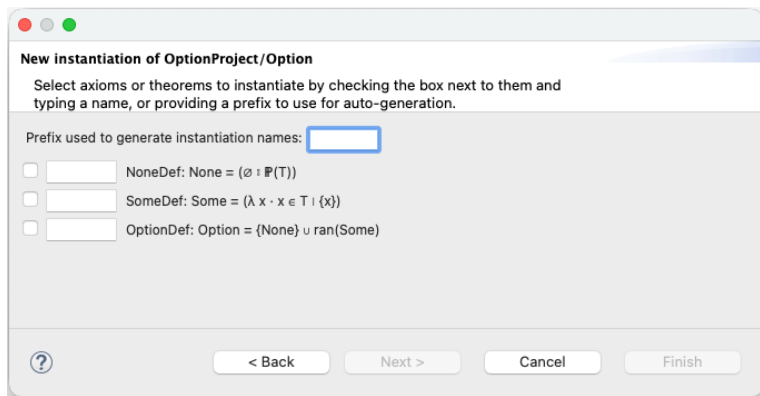 New instantiation of OptionProject/Option
Select axioms or theorems to instantiate by checking the box next to them and
typing a name, or providing a prefix to use for auto-generation.
Prefix used to generate instantiation names:
NoneDef: None = (∅ ⦂ ℙ(T))
SomeDef: Some = (λ x · x ∈ T ∣ {x})
OptionDef: Option = {None} ∪ ran(Some)
?
< Back
Next >
Cancel
Finish